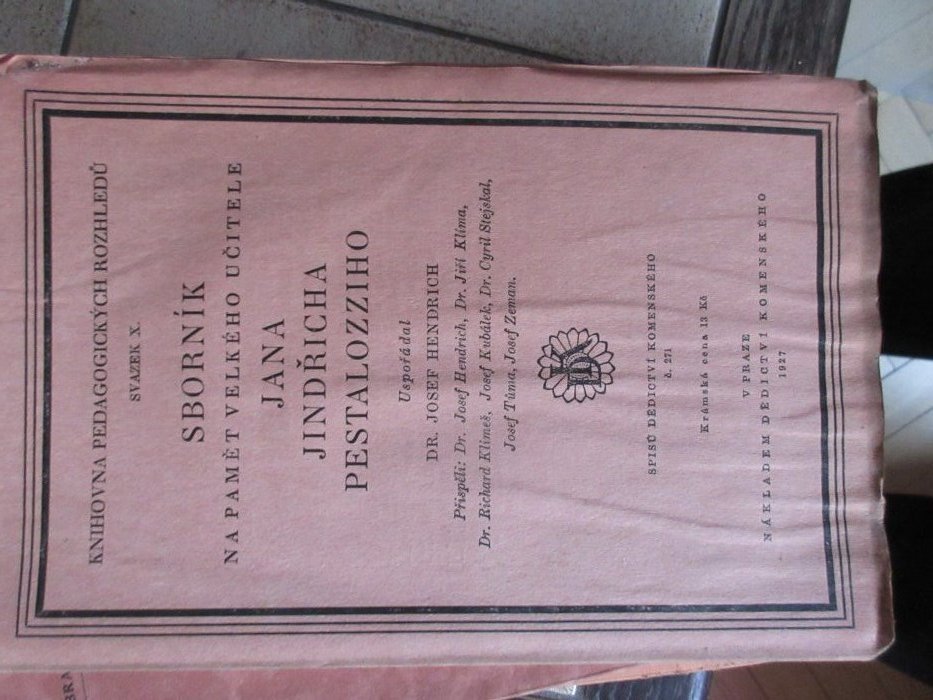 KNIHOVNA PEDAGOGICKÝCH ROZHLEDŮ
SVAZEK X.
SBORNÍK
NA PAMĚT VELKÉHO UČITELE
JANA
JINDŘICHA
PESTALOZZIHO
Uspořádal
DR. JOSEF HENDRICH
Přispěli: Dr. Josef Hendrich, Dr. Jiří Klíma,
Dr. Richard Klimeš, Josef Kubálek, Dr. Cyril Stejskal,
Josef Tůma, Josef Zeman.
DK
SPISŮ DĚDICTVÍ KOMENSKÉHO
č. 271
Krámská cena 13 Kč
V PRAZE
NÁKLADEM DĚDICTVÍ KOMENSKÉHO
1927